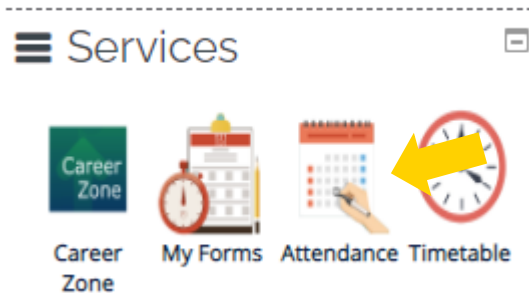 Services
Career
Zone
Career
Zone
My Forms
Attendance
Timetable